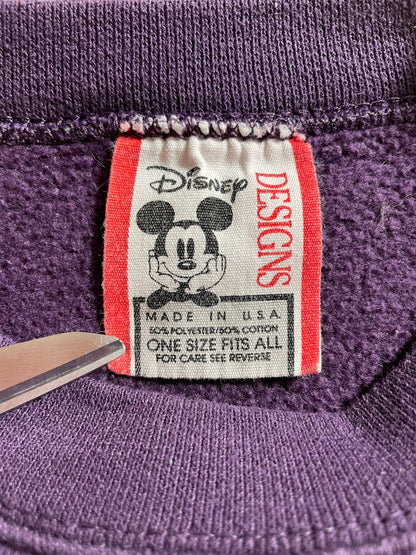 Disney
DESIGNS
MADE IN U.S.A.
50% POLYESTER/50% COTTON
ONE SIZE FITS ALL
FOR CARE SEE REVERSE